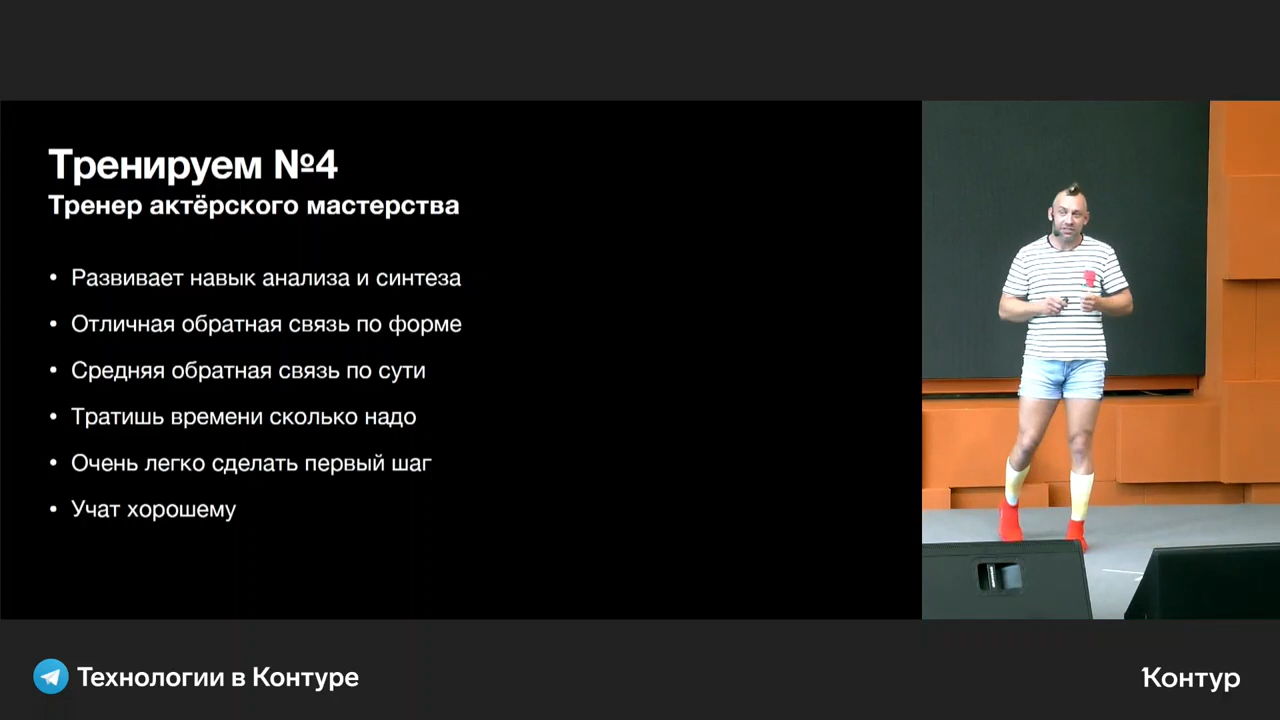 Тренируем №4
Тренер актёрского мастерства
• Развивает навык анализа и синтеза
• Отличная обратная связь по форме
• Средняя обратная связь по сути
• Тратишь времени сколько надо
• Очень легко сделать первый шаг
• Учат хорошему
Технологии в Контуре
Контур